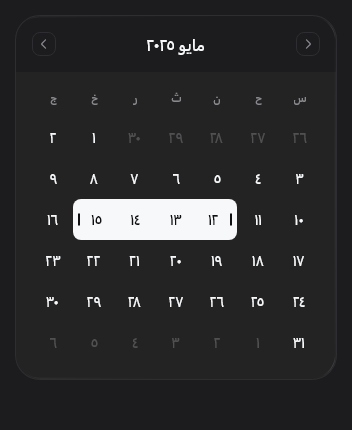 مايو ٢٠٢٥
س ح ن ث ر خ ج
٢٦ ٢٧ ٢٨ ٢٩ ٣٠ ١ ٢
٣ ٤ ٥ ٦ ٧ ٨ ٩
١٠ ١١ ١٢ ١٣ ١٤ ١٥ ١٦
١٧ ١٨ ١٩ ٢٠ ٢١ ٢٢ ٢٣
٢٤ ٢٥ ٢٦ ٢٧ ٢٨ ٢٩ ٣٠
٣١ ١ ٢ ٣ ٤ ٥ ٦